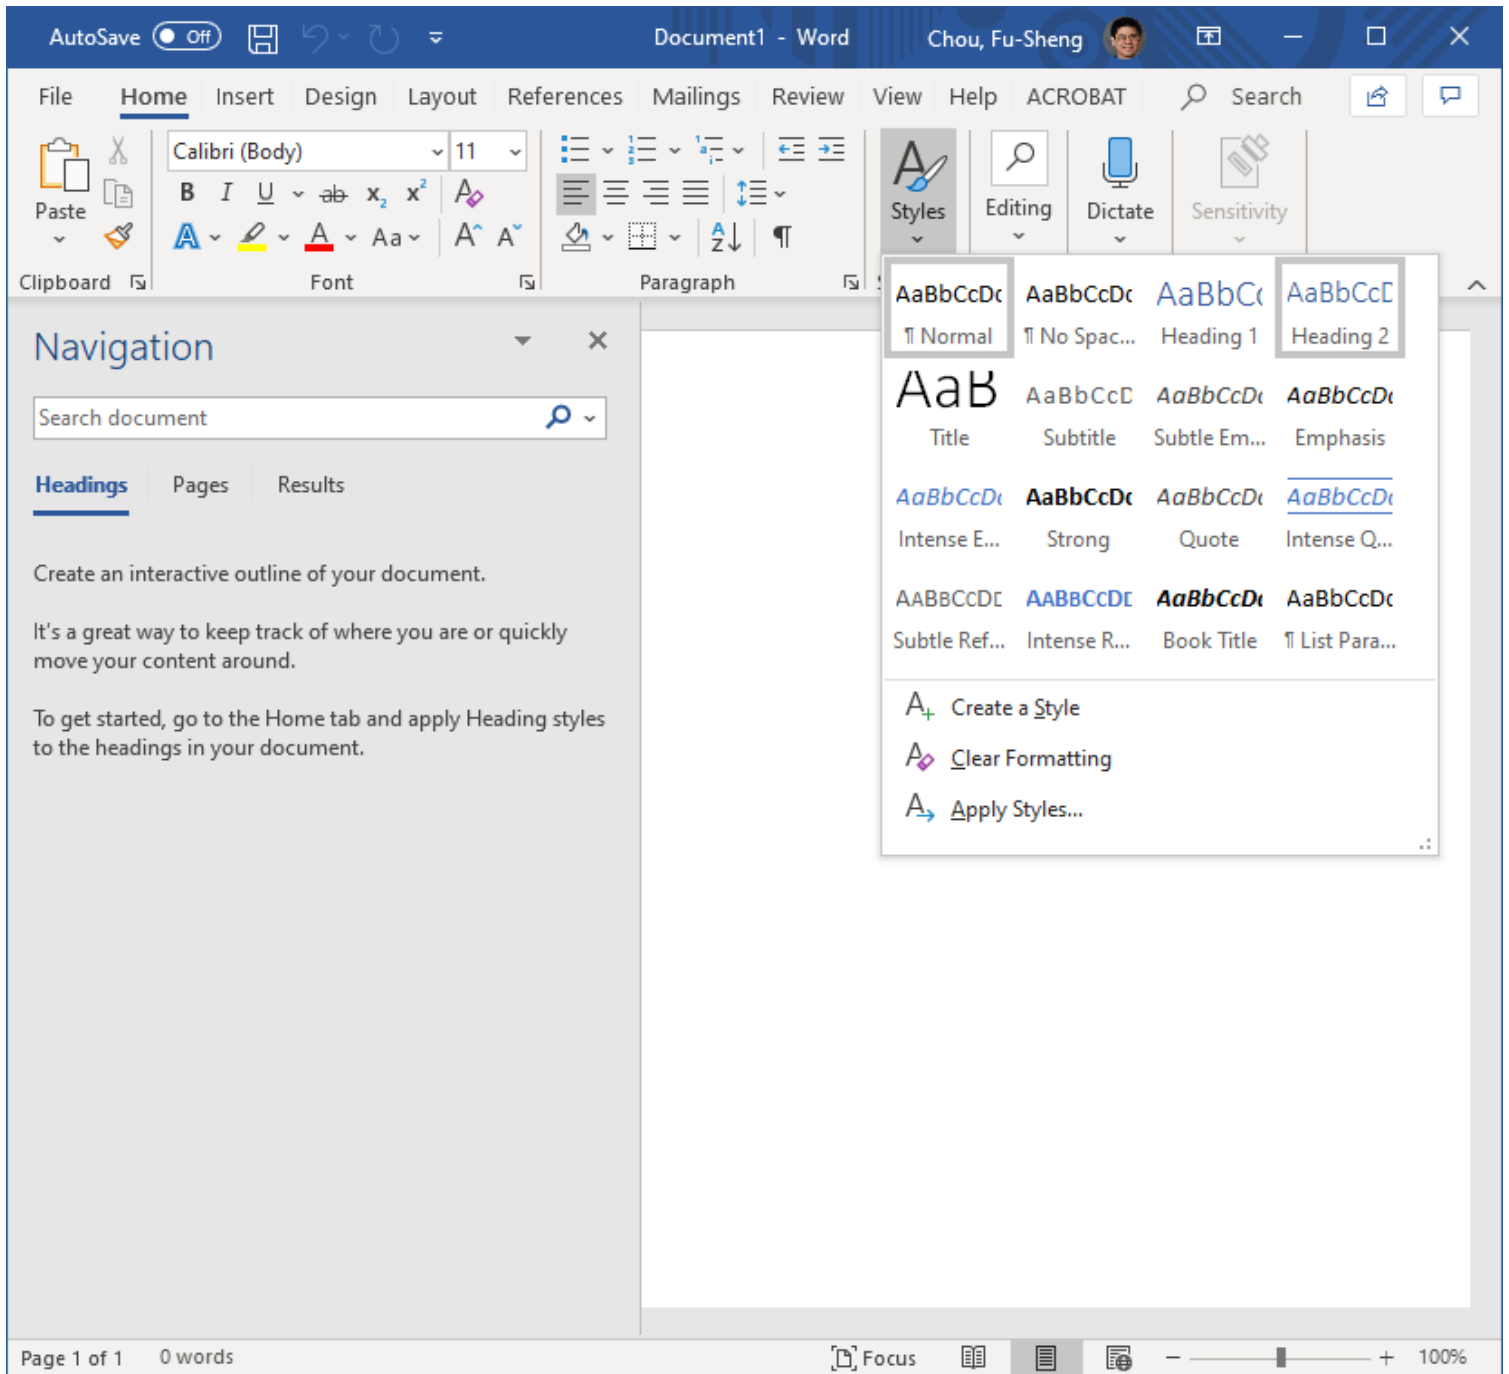 AutoSave Off Document1 - Word Chou, Fu-Sheng
File Home Insert Design Layout References Mailings Review View Help ACROBAT Search
Calibri (Body) 11
Paste
B I U ab x₂ x²
A A Aa A A
A Z
Styles Editing Dictate Sensitivity
Clipboard Font Paragraph
AaBbCcDc AaBbCcDc AaBbCc AaBbCcD
¶ Normal ¶ No Spac... Heading 1 Heading 2
AaB AaBbCcD AaBbCcDc AaBbCcDc
Title Subtitle Subtle Em... Emphasis
AaBbCcDc AaBbCcDc AaBbCcDc AaBbCcDc
Intense E... Strong Quote Intense Q...
AaBbCcDd AaBbCcDd AaBbCcDc AaBbCcDc
Subtle Ref... Intense R... Book Title ¶ List Para...
Create a Style
Clear Formatting
Apply Styles...
Navigation
Search document
Headings Pages Results
Create an interactive outline of your document.
It's a great way to keep track of where you are or quickly
move your content around.
To get started, go to the Home tab and apply Heading styles
to the headings in your document.
Page 1 of 1 0 words Focus 100%